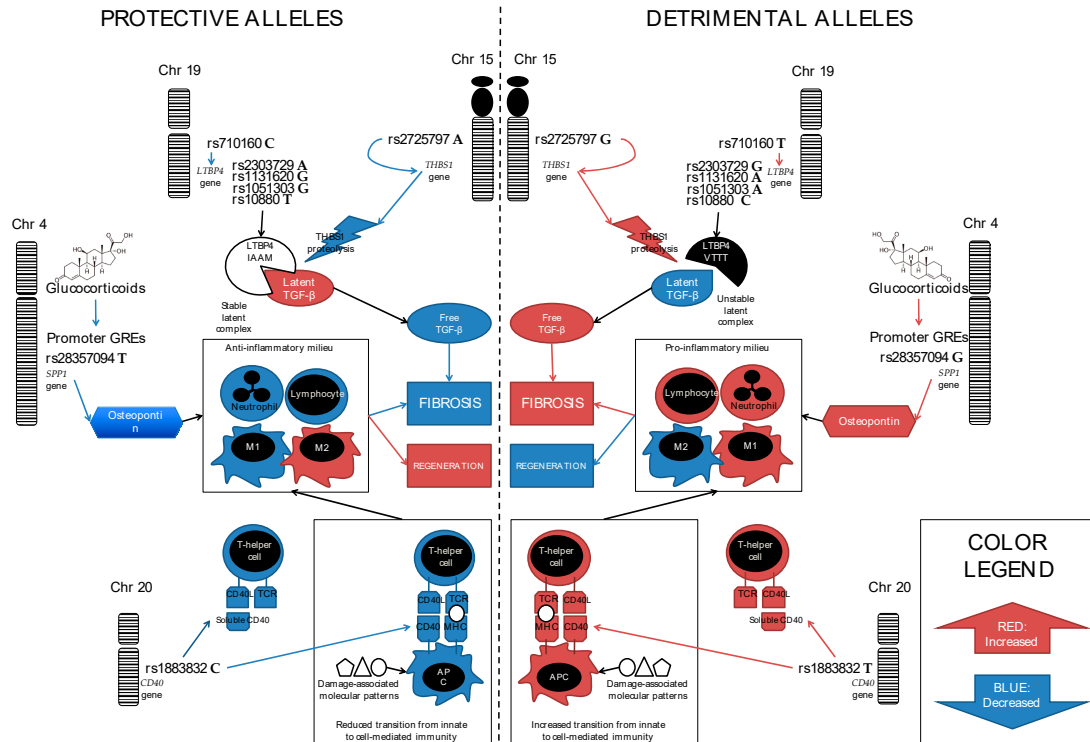 PROTECTIVE ALLELES
Chr 19
Chr 15
rs710160 C
LTBP4
gene
rs2303729 A
rs1131620 G
rs1051303 G
rs10880 T
rs2725797 A
THBS1
gene
Chr 4
OH
O
HO
OH
H
H
H
O
Glucocorticoids
Promoter GREs
rs28357094 T
SPP1
gene
Osteoponti
n
LTBP4
IAAM
THBS1
proteolysis
Latent
TGF-β
Stable
latent
complex
Free
TGF-β
Anti-inflammatory milieu
Neutrophil
Lymphocyte
M1
M2
FIBROSIS
REGENERATION
T-helper
cell
CD40L
TCR
Soluble CD40
Chr 20
rs1883832 C
CD40
gene
T-helper
cell
CD40L
TCR
CD40
MHC
AP
C
Damage-associated
molecular patterns
Reduced transition from innate
to cell-mediated immunity
DETRIMENTAL ALLELES
Chr 15
Chr 19
rs2725797 G
THBS1
gene
rs710160 T
LTBP4
gene
rs2303729 G
rs1131620 A
rs1051303 A
rs10880 C
Chr 4
OH
O
HO
OH
H
H
H
O
Glucocorticoids
Promoter GREs
rs28357094 G
SPP1
gene
Osteopontin
THBS1
proteolysis
LTBP4
VTTT
Latent
TGF-β
Unstable
latent
complex
Free
TGF-β
Pro-inflammatory milieu
Lymphocyte
Neutrophil
M2
M1
FIBROSIS
REGENERATION
T-helper
cell
TCR
CD40L
MHC
CD40
APC
Damage-associated
molecular patterns
Increased transition from innate
to cell-mediated immunity
T-helper
cell
TCR
CD40L
Soluble CD40
Chr 20
rs1883832 T
CD40
gene
COLOR
LEGEND
RED:
Increased
BLUE:
Decreased